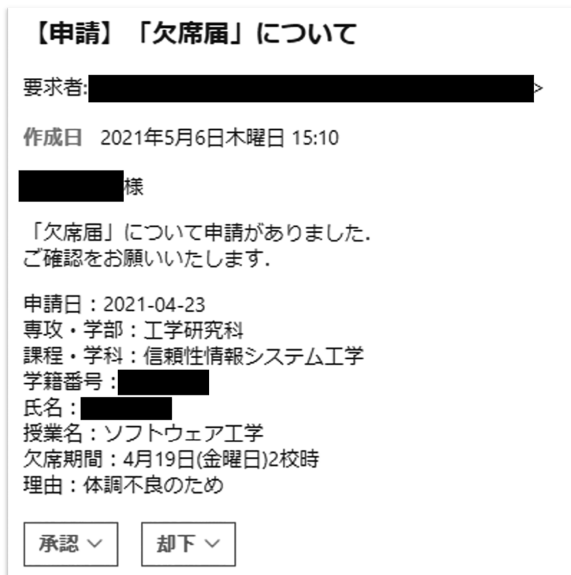 【申請】「欠席届」について
要求者:>
作成日 2021年5月6日木曜日 15:10
様
「欠席届」について申請がありました.
ご確認をお願いいたします.
申請日：2021-04-23
専攻・学部：工学研究科
課程・学科：信頼性情報システム工学
学籍番号：
氏名：
授業名：ソフトウェア工学
欠席期間：4月19日(金曜日)2校時
理由：体調不良のため
承認 却下